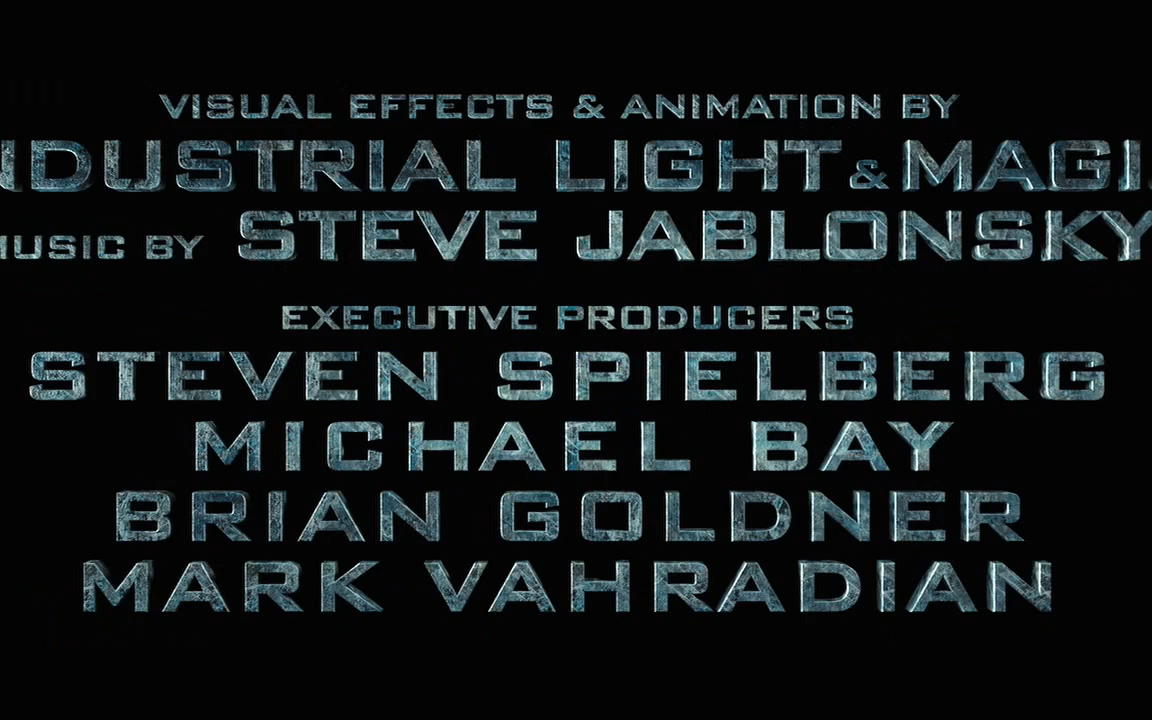 VISUAL EFFECTS & ANIMATION BY
NDUSTRIAL LIGHT & MAGI
MUSIC BY STEVE JABLONSKY
EXECUTIVE PRODUCERS
STEVEN SPIELBERG
MICHAEL BAY
BRIAN GOLDNER
MARK VAHRADIAN